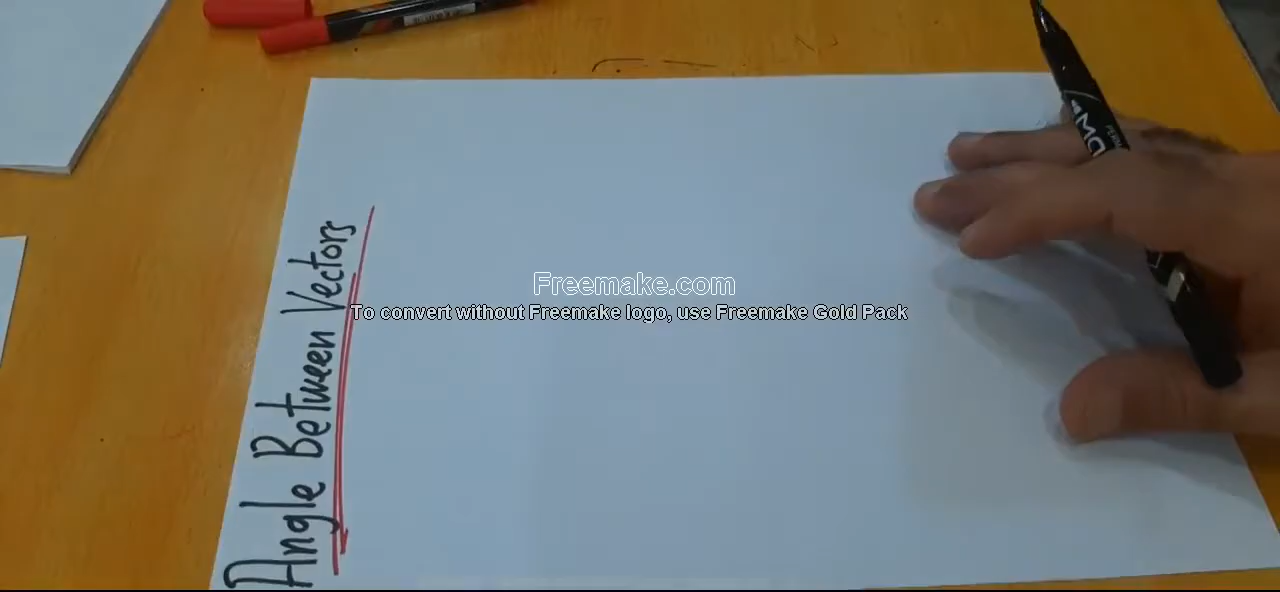 Angle Between Vectors
Freemake.com
To convert without Freemake logo, use Freemake Gold Pack